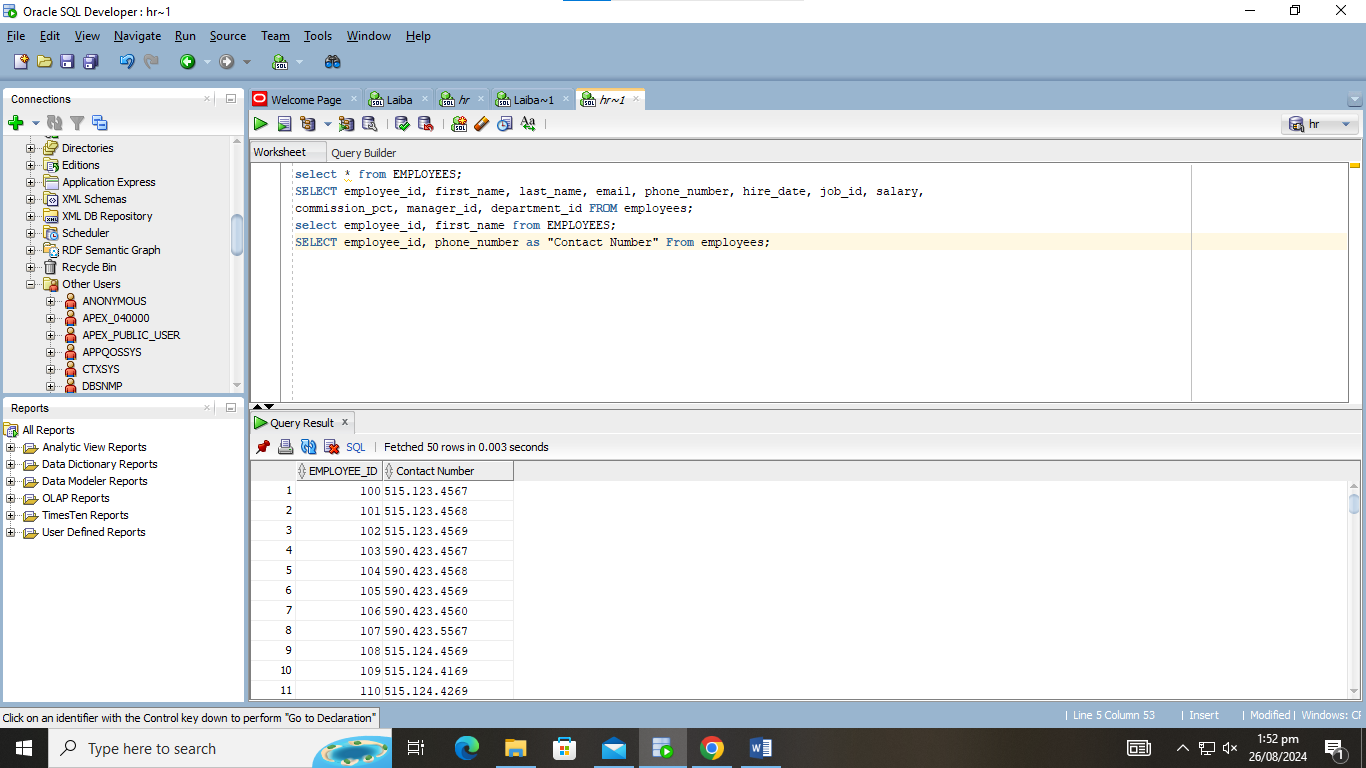 Oracle SQL Developer : hr~1
File Edit View Navigate Run Source Team Tools Window Help
Connections
Directories
Editions
Application Express
XML Schemas
XML DB Repository
Scheduler
RDF Semantic Graph
Recycle Bin
Other Users
ANONYMOUS
APEX_040000
APEX_PUBLIC_USER
APPQOSSYS
CTXSYS
DBSNMP
Reports
All Reports
Analytic View Reports
Data Dictionary Reports
Data Modeler Reports
OLAP Reports
TimesTen Reports
User Defined Reports
Welcome Page Laiba hr Laiba~1 hr~1
hr
Worksheet Query Builder
select * from EMPLOYEES;
SELECT employee_id, first_name, last_name, email, phone_number, hire_date, job_id, salary,
commission_pct, manager_id, department_id FROM employees;
select employee_id, first_name from EMPLOYEES;
SELECT employee_id, phone_number as "Contact Number" From employees;
Query Result
SQL | Fetched 50 rows in 0.003 seconds
EMPLOYEE_ID Contact Number
1 100 515.123.4567
2 101 515.123.4568
3 102 515.123.4569
4 103 590.423.4567
5 104 590.423.4568
6 105 590.423.4569
7 106 590.423.4560
8 107 590.423.5567
9 108 515.124.4569
10 109 515.124.4169
11 110 515.124.4269
Click on an identifier with the Control key down to perform "Go to Declaration"
| Line 5 Column 53 | Insert | Modified | Windows: CF
Type here to search
1:52 pm
26/08/2024
1